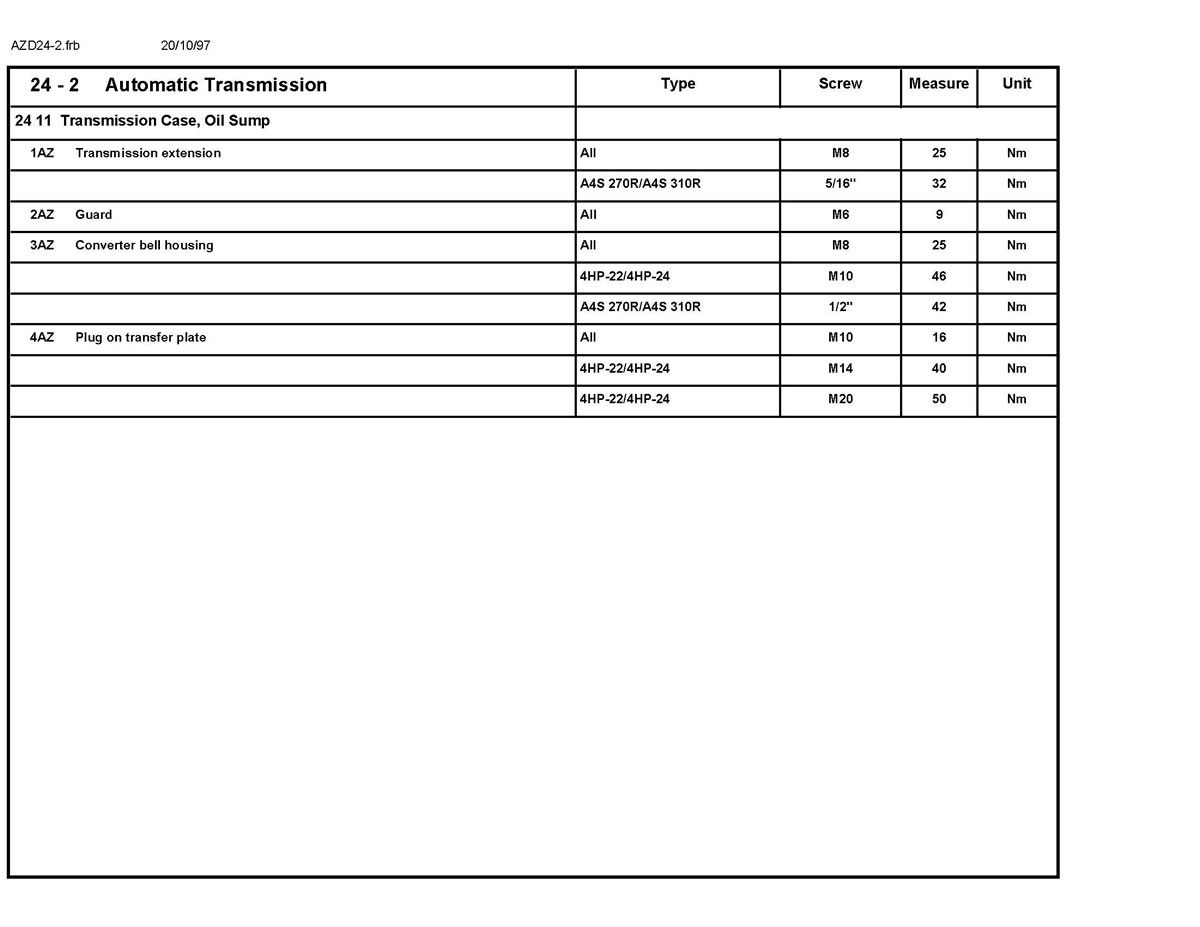 AZD24-2.frb 20/10/97
24 - 2 Automatic Transmission Type Screw Measure Unit
24 11 Transmission Case, Oil Sump
1AZ Transmission extension All M8 25 Nm
A4S 270R/A4S 310R 5/16" 32 Nm
2AZ Guard All M6 9 Nm
3AZ Converter bell housing All M8 25 Nm
4HP-22/4HP-24 M10 46 Nm
A4S 270R/A4S 310R 1/2" 42 Nm
4AZ Plug on transfer plate All M10 16 Nm
4HP-22/4HP-24 M14 40 Nm
4HP-22/4HP-24 M20 50 Nm